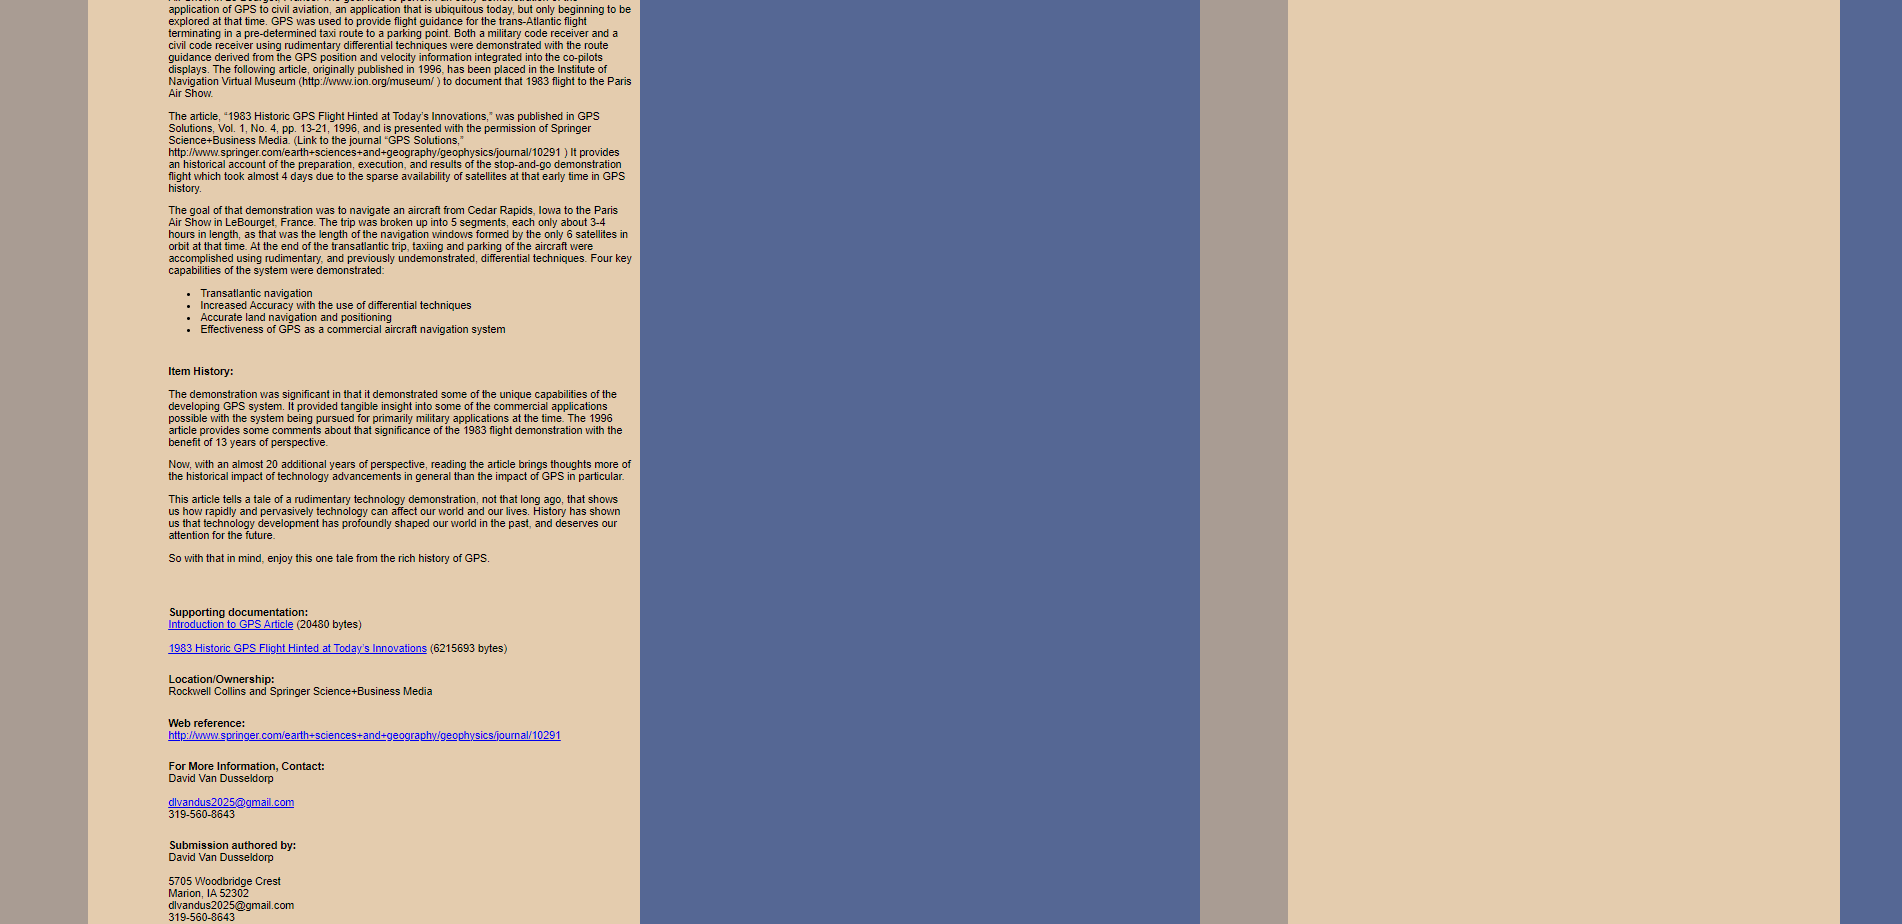 application of GPS to civil aviation, an application that is ubiquitous today, but only beginning to be
explored at that time. GPS was used to provide flight guidance for the trans-Atlantic flight
terminating in a pre-determined taxi route to a parking point. Both a military code receiver and a
civil code receiver using rudimentary differential techniques were demonstrated with the route
guidance derived from the GPS position and velocity information integrated into the co-pilots
displays. The following article, originally published in 1996, has been placed in the Institute of
Navigation Virtual Museum (http://www.ion.org/museum/ ) to document that 1983 flight to the Paris
Air Show.
The article, “1983 Historic GPS Flight Hinted at Today’s Innovations,” was published in GPS
Solutions, Vol. 1, No. 4, pp. 13-21, 1996, and is presented with the permission of Springer
Science+Business Media. (Link to the journal “GPS Solutions,”
http://www.springer.com/earth+sciences+and+geography/geophysics/journal/10291 ) It provides
an historical account of the preparation, execution, and results of the stop-and-go demonstration
flight which took almost 4 days due to the sparse availability of satellites at that early time in GPS
history.
The goal of that demonstration was to navigate an aircraft from Cedar Rapids, Iowa to the Paris
Air Show in LeBourget, France. The trip was broken up into 5 segments, each only about 3-4
hours in length, as that was the length of the navigation windows formed by the only 6 satellites in
orbit at that time. At the end of the transatlantic trip, taxiing and parking of the aircraft were
accomplished using rudimentary, and previously undemonstrated, differential techniques. Four key
capabilities of the system were demonstrated:
• Transatlantic navigation
• Increased Accuracy with the use of differential techniques
• Accurate land navigation and positioning
• Effectiveness of GPS as a commercial aircraft navigation system
Item History:
The demonstration was significant in that it demonstrated some of the unique capabilities of the
developing GPS system. It provided tangible insight into some of the commercial applications
possible with the system being pursued for primarily military applications at the time. The 1996
article provides some comments about that significance of the 1983 flight demonstration with the
benefit of 13 years of perspective.
Now, with an almost 20 additional years of perspective, reading the article brings thoughts more of
the historical impact of technology advancements in general than the impact of GPS in particular.
This article tells a tale of a rudimentary technology demonstration, not that long ago, that shows
us how rapidly and pervasively technology can affect our world and our lives. History has shown
us that technology development has profoundly shaped our world in the past, and deserves our
attention for the future.
So with that in mind, enjoy this one tale from the rich history of GPS.
Supporting documentation:
Introduction to GPS Article (20480 bytes)
1983 Historic GPS Flight Hinted at Today’s Innovations (6215693 bytes)
Location/Ownership:
Rockwell Collins and Springer Science+Business Media
Web reference:
http://www.springer.com/earth+sciences+and+geography/geophysics/journal/10291
For More Information, Contact:
David Van Dusseldorp
dlvandus2025@gmail.com
319-560-8643
Submission authored by:
David Van Dusseldorp
5705 Woodbridge Crest
Marion, IA 52302
dlvandus2025@gmail.com
319-560-8643